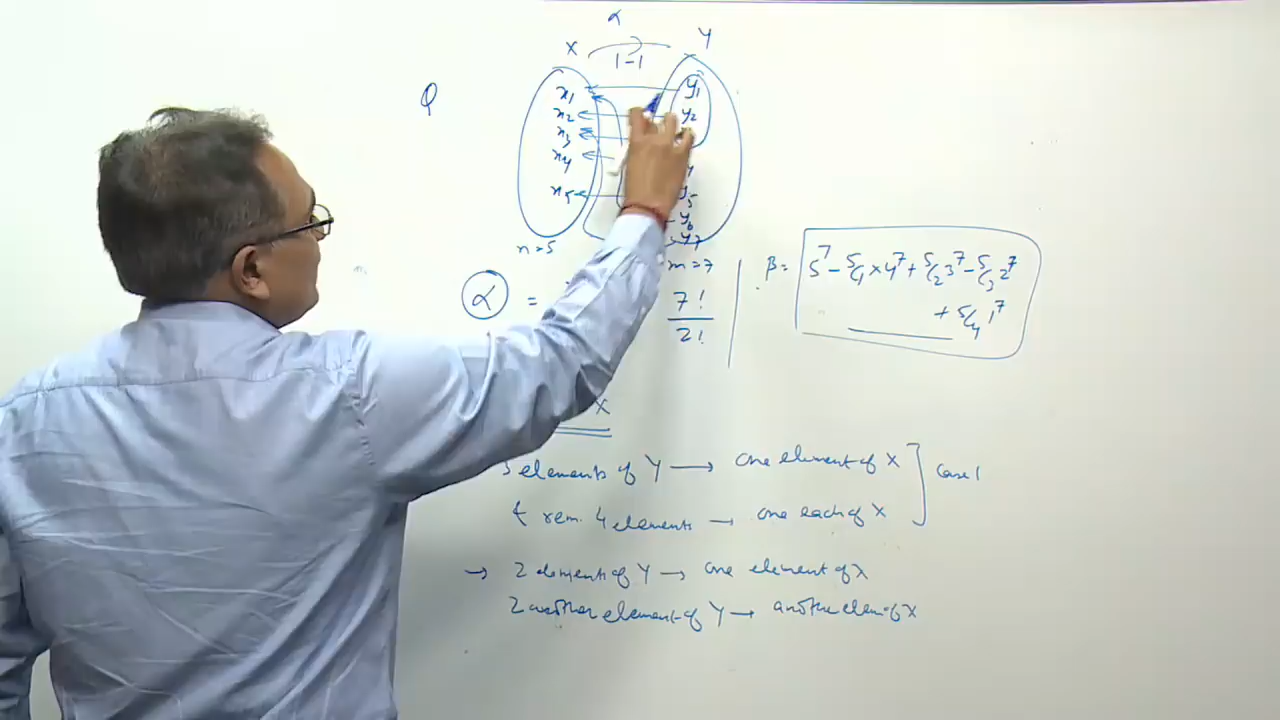 α
X Y
1-1
Q
x1 y1
x2 y2
x3
x4
x5 y5
y6
y7
n=5
m=7
α = 7!
2!
β = 5^7 - 5C1×4^7 + 5C2 3^7 - 5C3 2^7
+ 5C4 1^7
X
3 elements of Y → one element of X
& rem. 4 elements → one each of X
Case 1
→ 2 elements of Y → one element of X
2 another element of Y → another elem of X